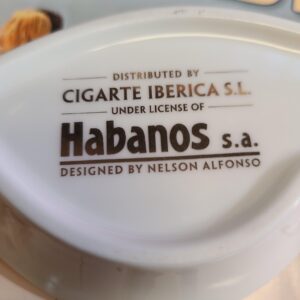 DISTRIBUTED BY
CIGARTE IBERICA S.L.
UNDER LICENSE OF
Habanos s.a.
DESIGNED BY NELSON ALFONSO